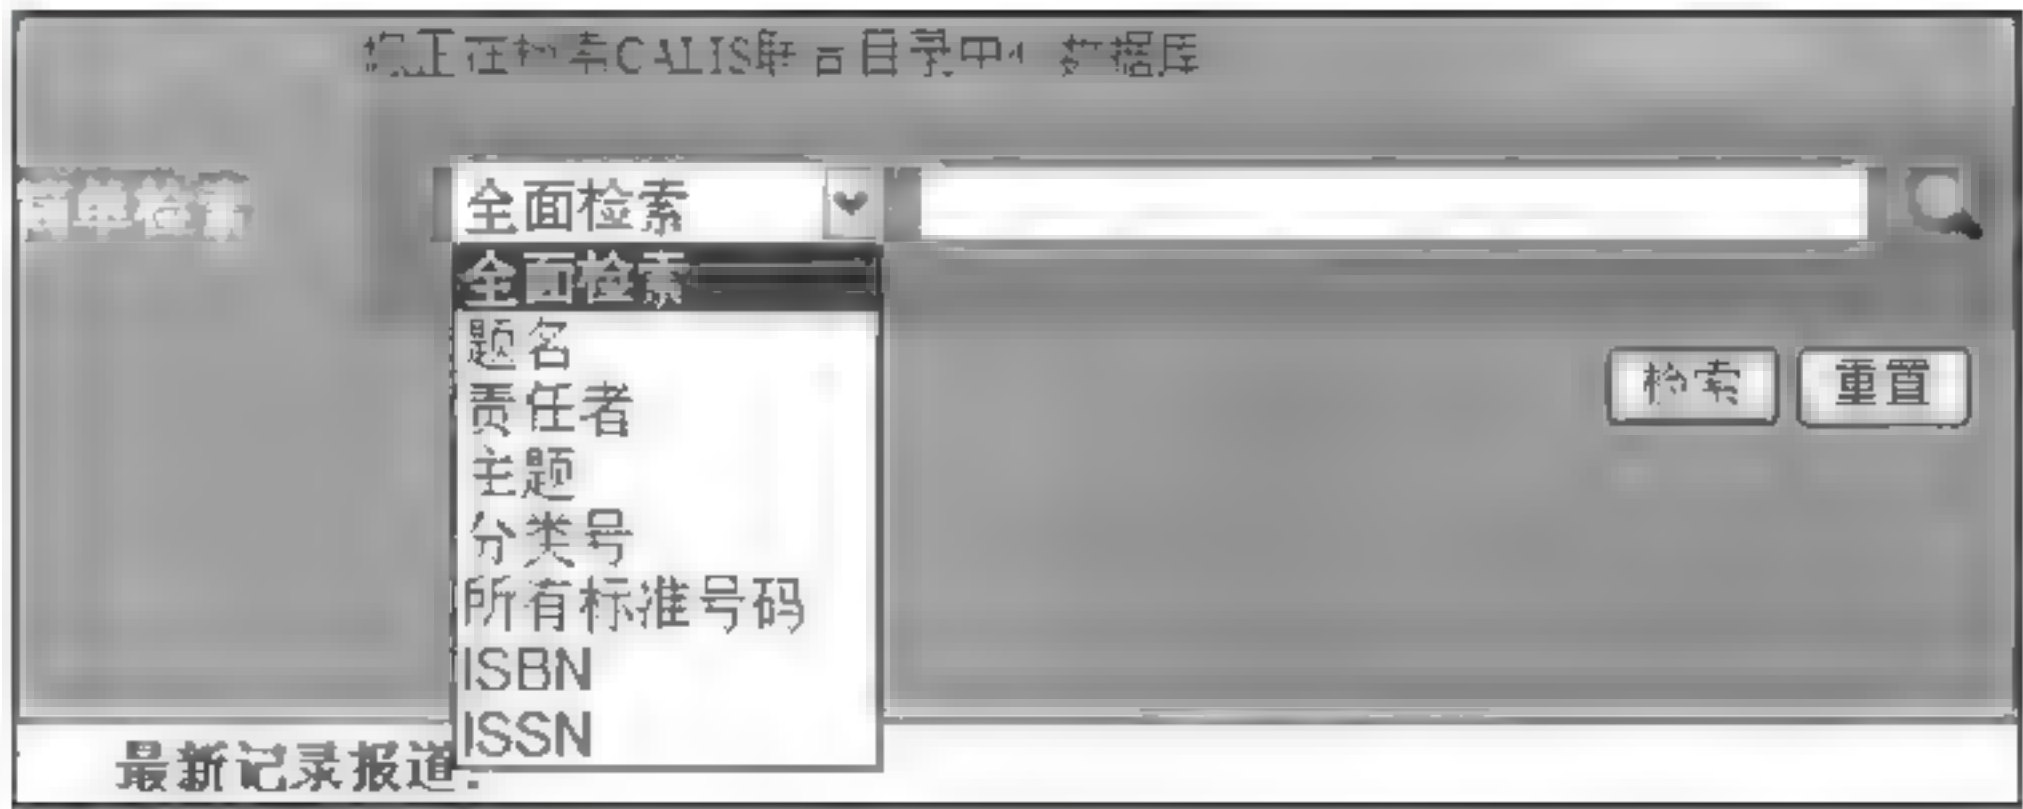 您正在检索CALIS联合目录中心数据库
简单检索
全面检索
全面检索
题名
责任者
主题
分类号
所有标准号码
ISBN
ISSN
检索 重置
最新记录报道: